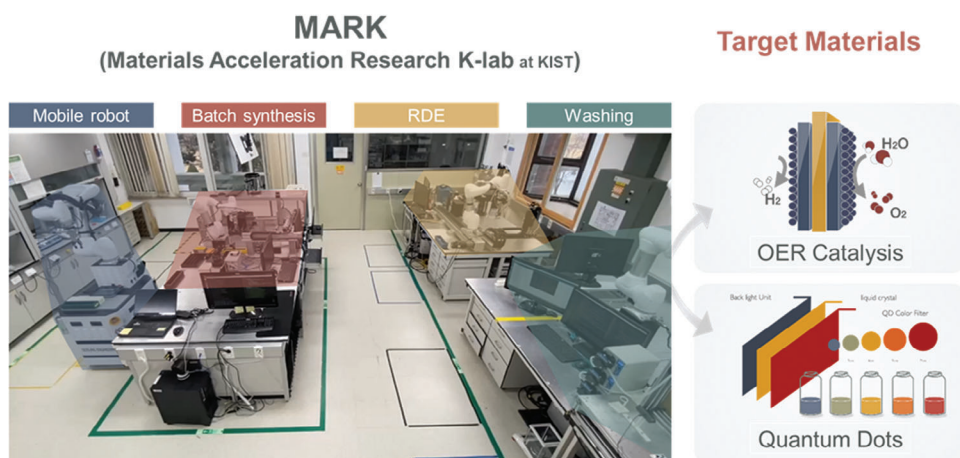 MARK
(Materials Acceleration Research K-lab at KIST)
Target Materials
Mobile robot
Batch synthesis
RDE
Washing
H2O
H2
O2
OER Catalysis
Back light Unit
liquid crystal
QD Color Filter
Quantum Dots